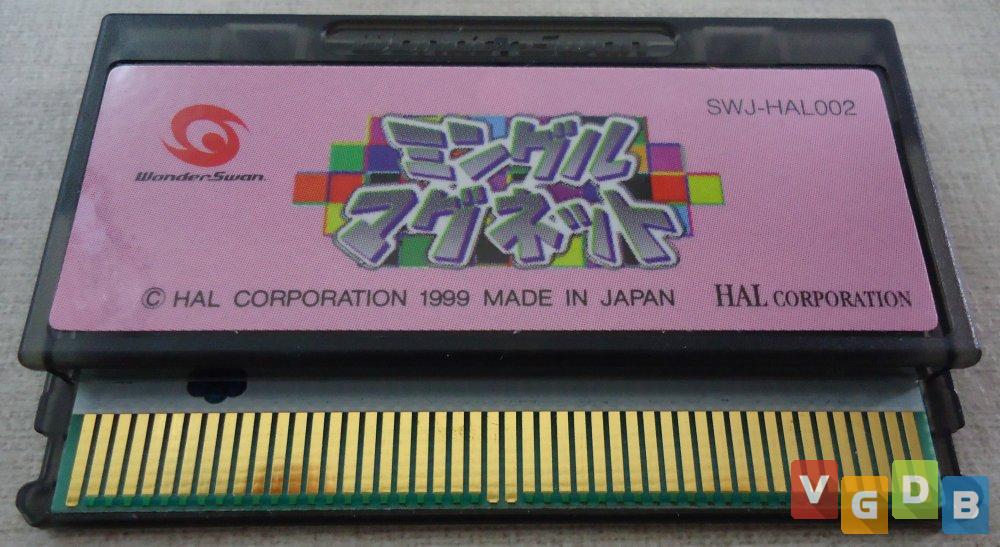 WonderSwan
SWJ-HAL002
WonderSwan
ミングル
マグネット
© HAL CORPORATION 1999 MADE IN JAPAN
HAL CORPORATION
VGDB